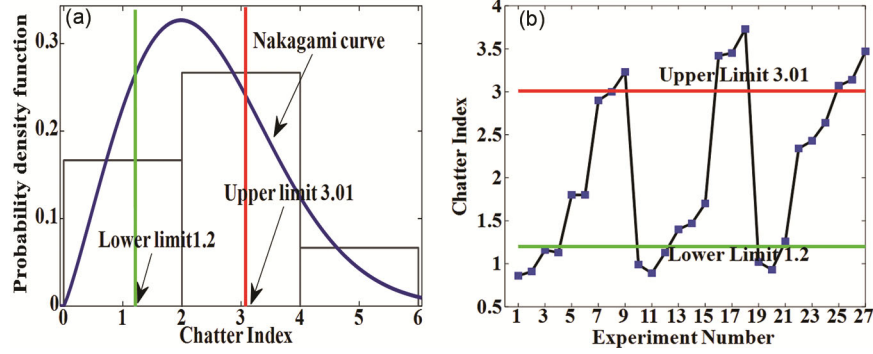 (a)
Probability density function
0.3
0.2
0.1
0
Nakagami curve
Upper limit 3.01
Lower limit1.2
0 1 2 3 4 5 6
Chatter Index
(b)
Chatter Index
4
3.5
3
2.5
2
1.5
1
0.5
Upper Limit 3.01
Lower Limit 1.2
1 3 5 7 9 11 13 15 17 19 21 23 25 27
Experiment Number